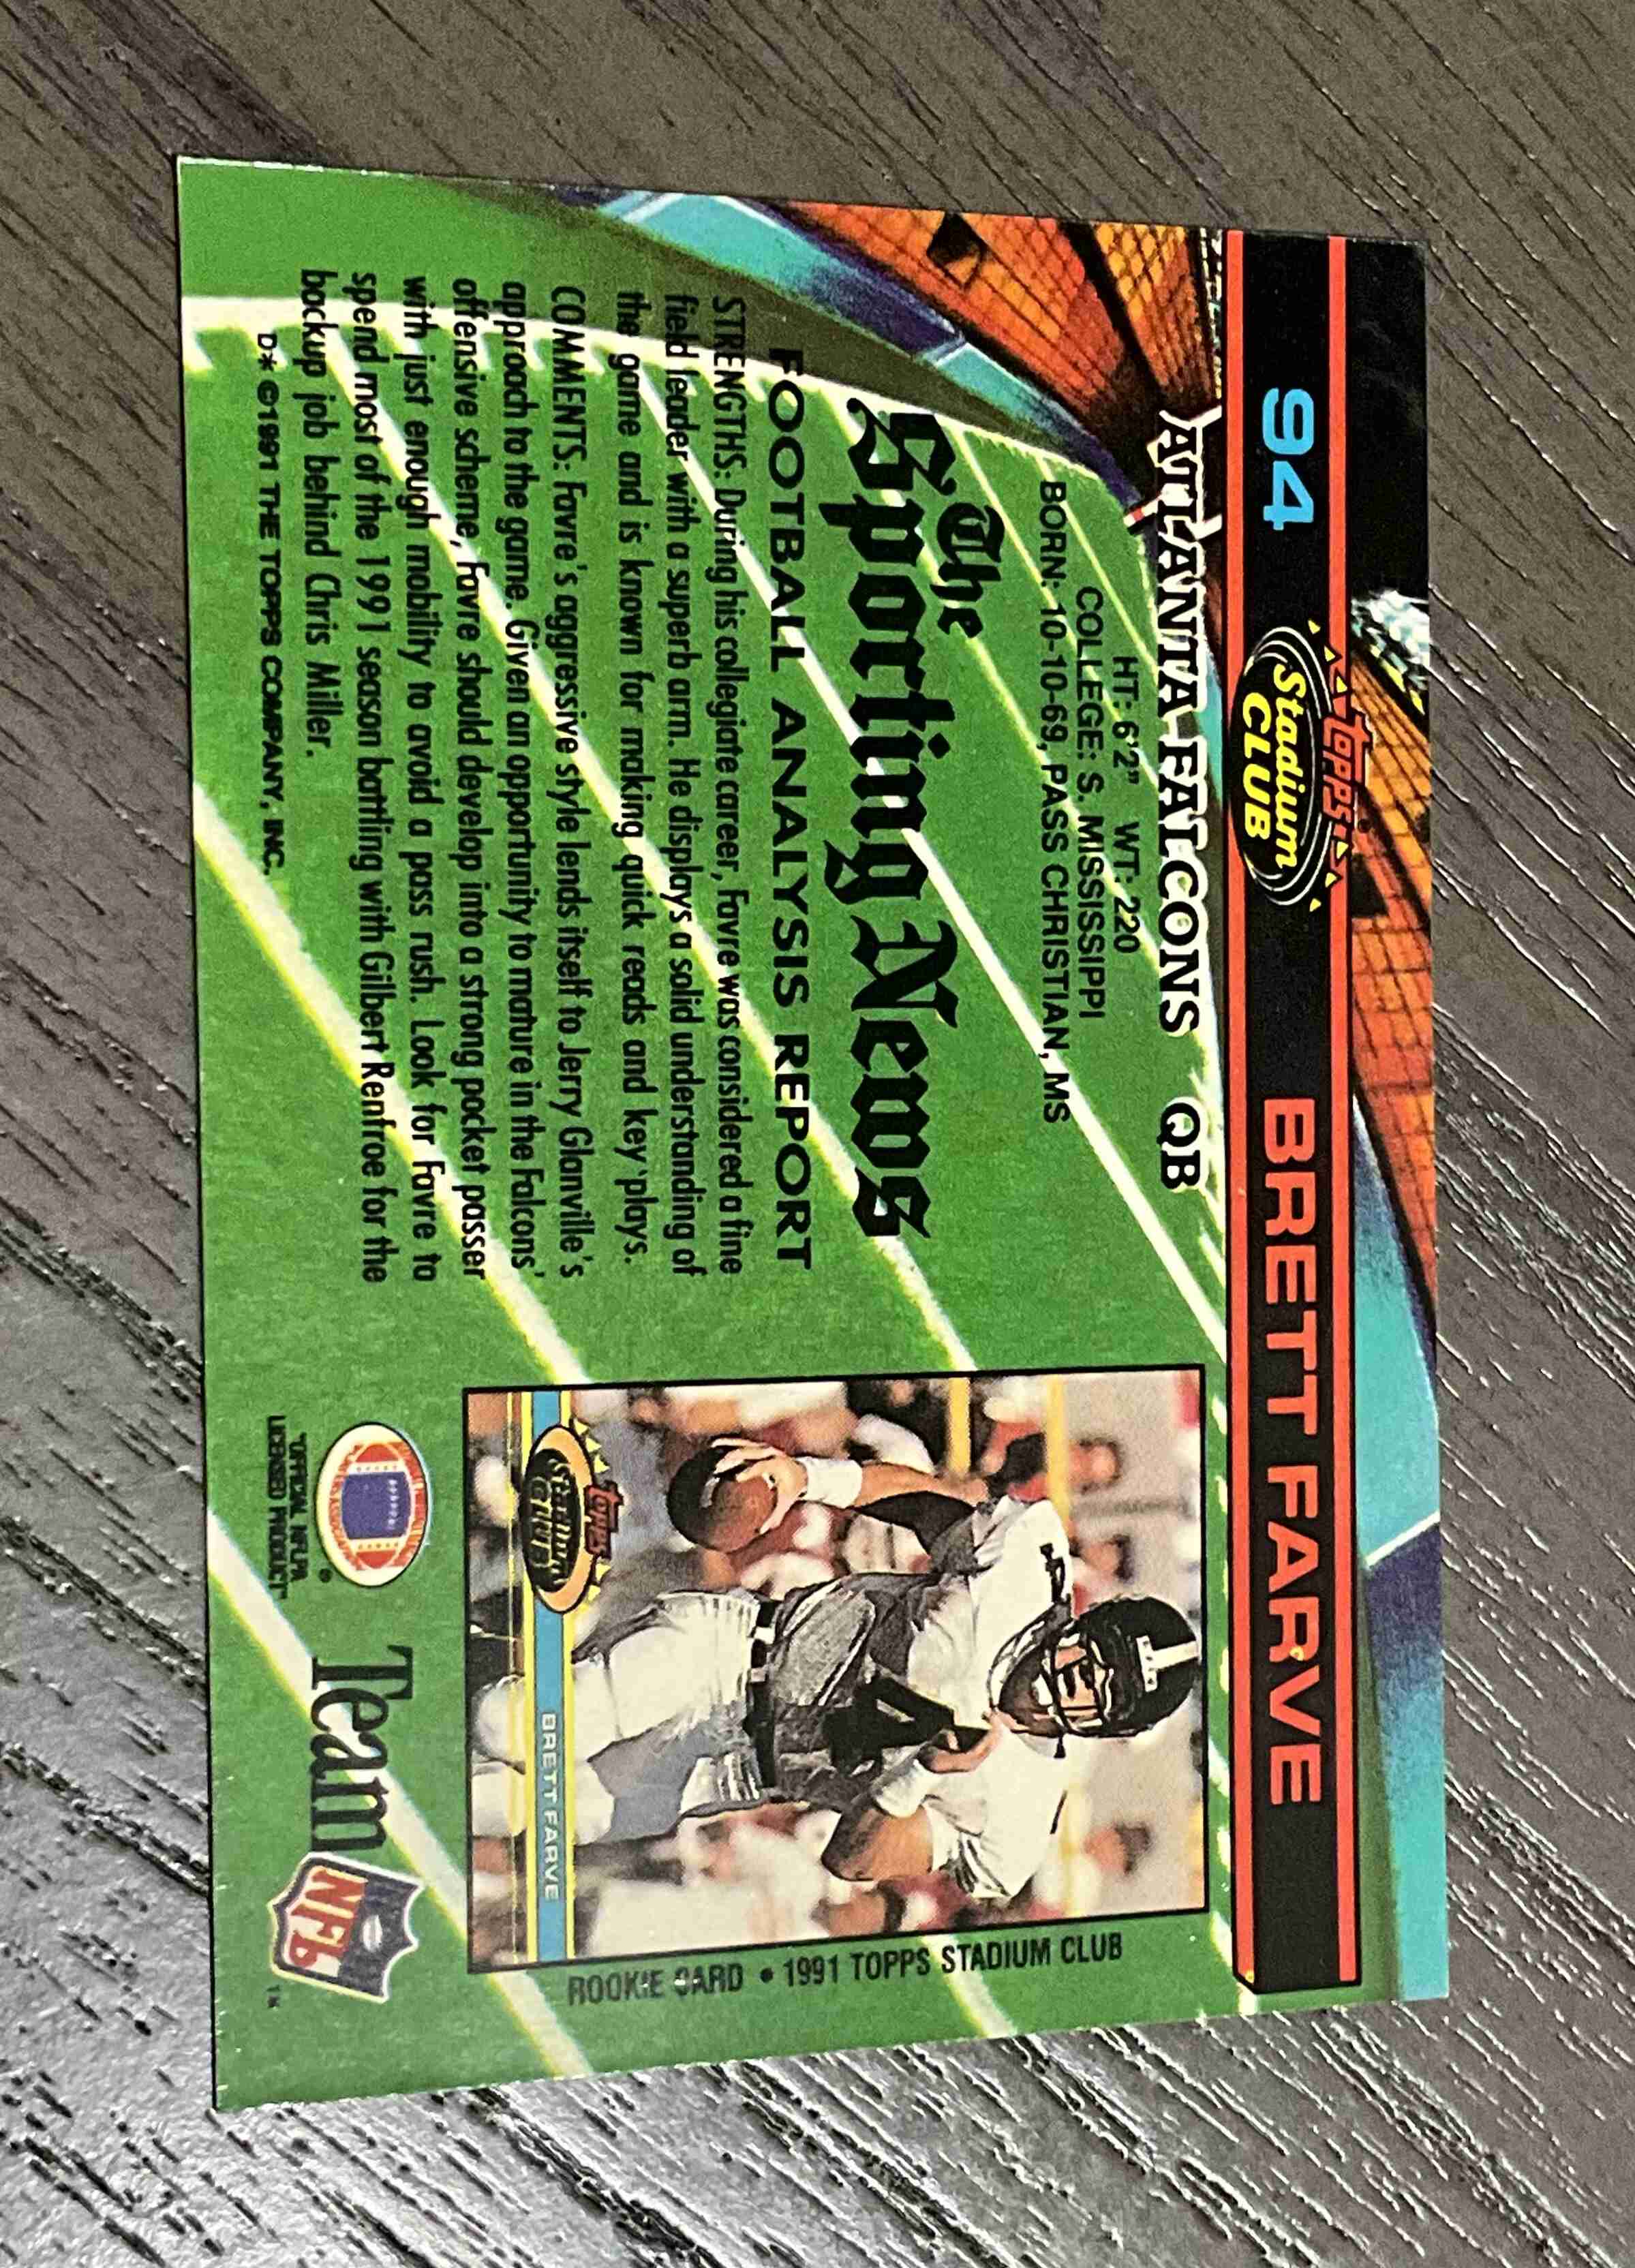 94
TOPPS
Stadium
CLUB
BRETT FARVE
ATLANTA FALCONS QB
HT: 6'2" WT: 220
COLLEGE: S. MISSISSIPPI
BORN: 10-10-69, PASS CHRISTIAN, MS
The
Sporting News
FOOTBALL ANALYSIS REPORT
STRENGTHS: During his collegiate career, Favre was considered a fine
field leader with a superb arm. He displays a solid understanding of
the game and is known for making quick reads and key plays.
COMMENTS: Favre's aggressive style lends itself to Jerry Glanville's
approach to the game. Given an opportunity to mature in the Falcons'
offensive scheme, Favre should develop into a strong pocket passer
with just enough mobility to avoid a pass rush. Look for Favre to
spend most of the 1991 season battling with Gilbert Renfroe for the
backup job behind Chris Miller.
D* ©1991 THE TOPPS COMPANY, INC.
4
TOPPS
Stadium
CLUB
BRETT FARVE
ROOKIE CARD • 1991 TOPPS STADIUM CLUB
®
"OFFICIAL NFLPA
LICENSED PRODUCT"
Team
NFL
TM